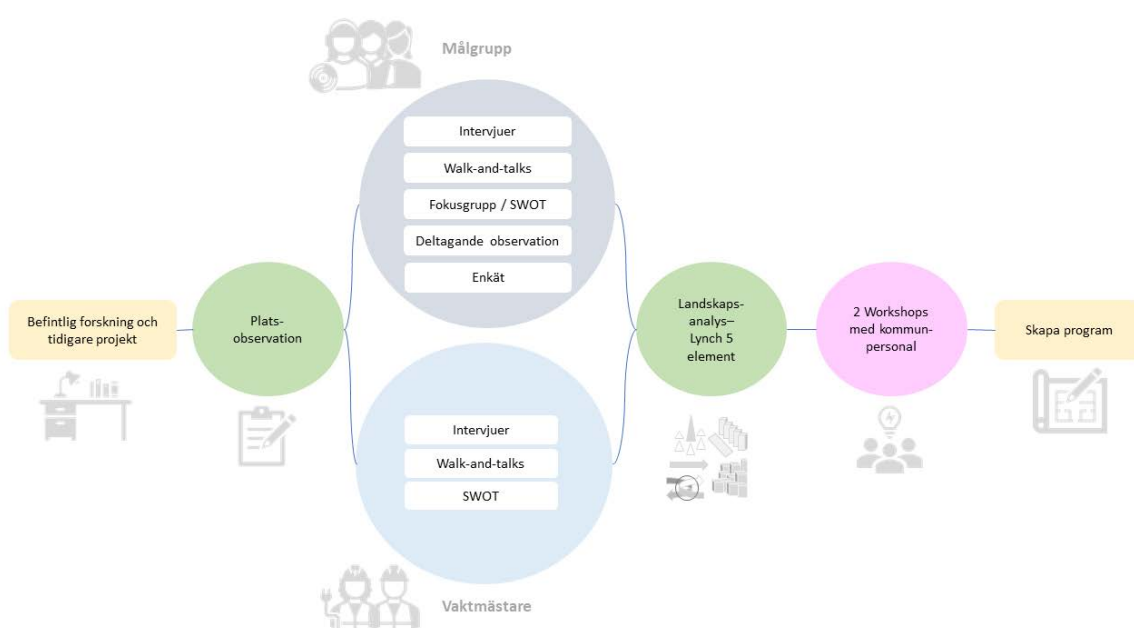 Målgrupp
Intervjuer
Walk-and-talks
Fokusgrupp / SWOT
Deltagande observation
Enkät
Befintlig forskning och
tidigare projekt
Plats-
observation
Landskaps-
analys–
Lynch 5
element
2 Workshops
med kommun-
personal
Skapa program
Intervjuer
Walk-and-talks
SWOT
Vaktmästare